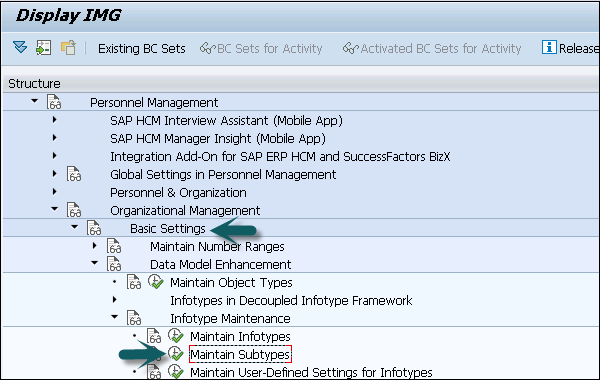 Display IMG
Existing BC Sets BC Sets for Activity Activated BC Sets for Activity Release
Structure
Personnel Management
SAP HCM Interview Assistant (Mobile App)
SAP HCM Manager Insight (Mobile App)
Integration Add-On for SAP ERP HCM and SuccessFactors BizX
Global Settings in Personnel Management
Personnel & Organization
Organizational Management
Basic Settings
Maintain Number Ranges
Data Model Enhancement
Maintain Object Types
Infotypes in Decoupled Infotype Framework
Infotype Maintenance
Maintain Infotypes
Maintain Subtypes
Maintain User-Defined Settings for Infotypes